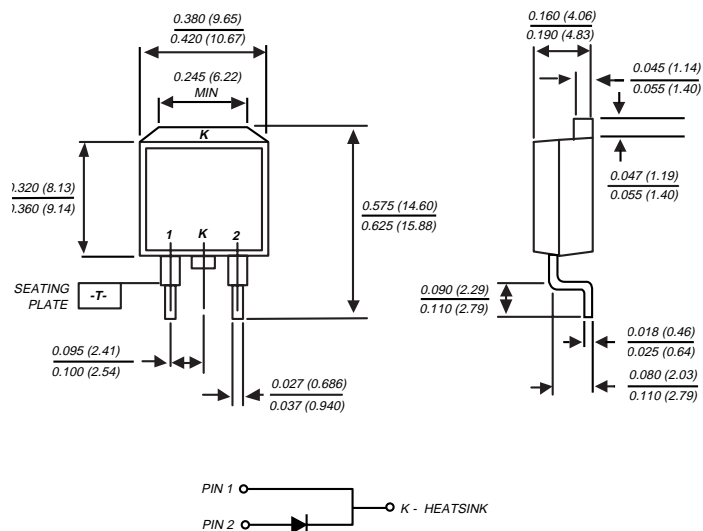 0.380 (9.65)
0.420 (10.67)
0.245 (6.22)
MIN
K
0.320 (8.13)
0.360 (9.14)
0.575 (14.60)
0.625 (15.88)
1 K 2
SEATING
PLATE
-T-
0.095 (2.41)
0.100 (2.54)
0.027 (0.686)
0.037 (0.940)
0.160 (4.06)
0.190 (4.83)
0.045 (1.14)
0.055 (1.40)
0.047 (1.19)
0.055 (1.40)
0.090 (2.29)
0.110 (2.79)
0.018 (0.46)
0.025 (0.64)
0.080 (2.03)
0.110 (2.79)
PIN 1
K - HEATSINK
PIN 2